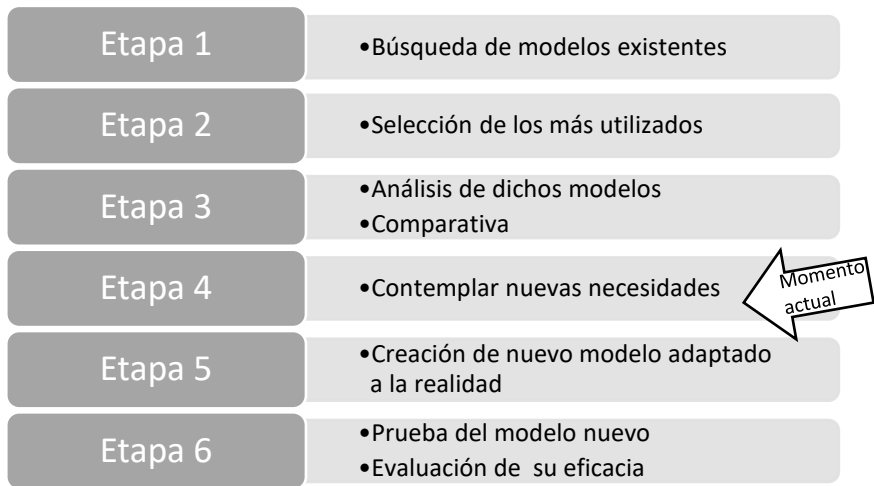 Etapa 1
•Búsqueda de modelos existentes
Etapa 2
•Selección de los más utilizados
Etapa 3
•Análisis de dichos modelos
•Comparativa
Etapa 4
•Contemplar nuevas necesidades
Momento
actual
Etapa 5
•Creación de nuevo modelo adaptado
a la realidad
Etapa 6
•Prueba del modelo nuevo
•Evaluación de su eficacia